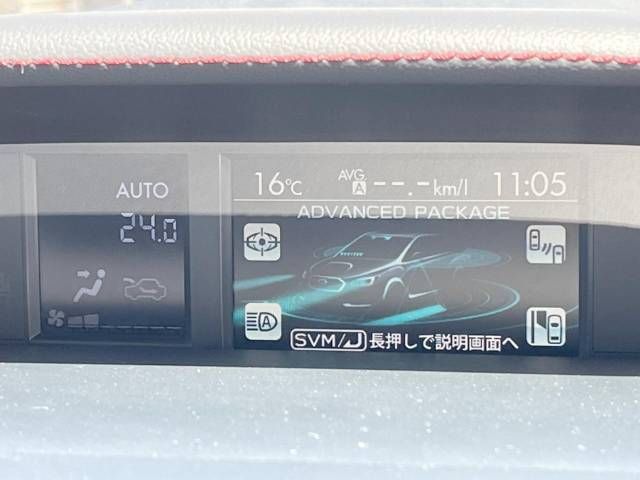 AUTO
24.0
16℃ AVG. A --.-km/l 11:05
ADVANCED PACKAGE
A
SVM/ 長押しで説明画面へ